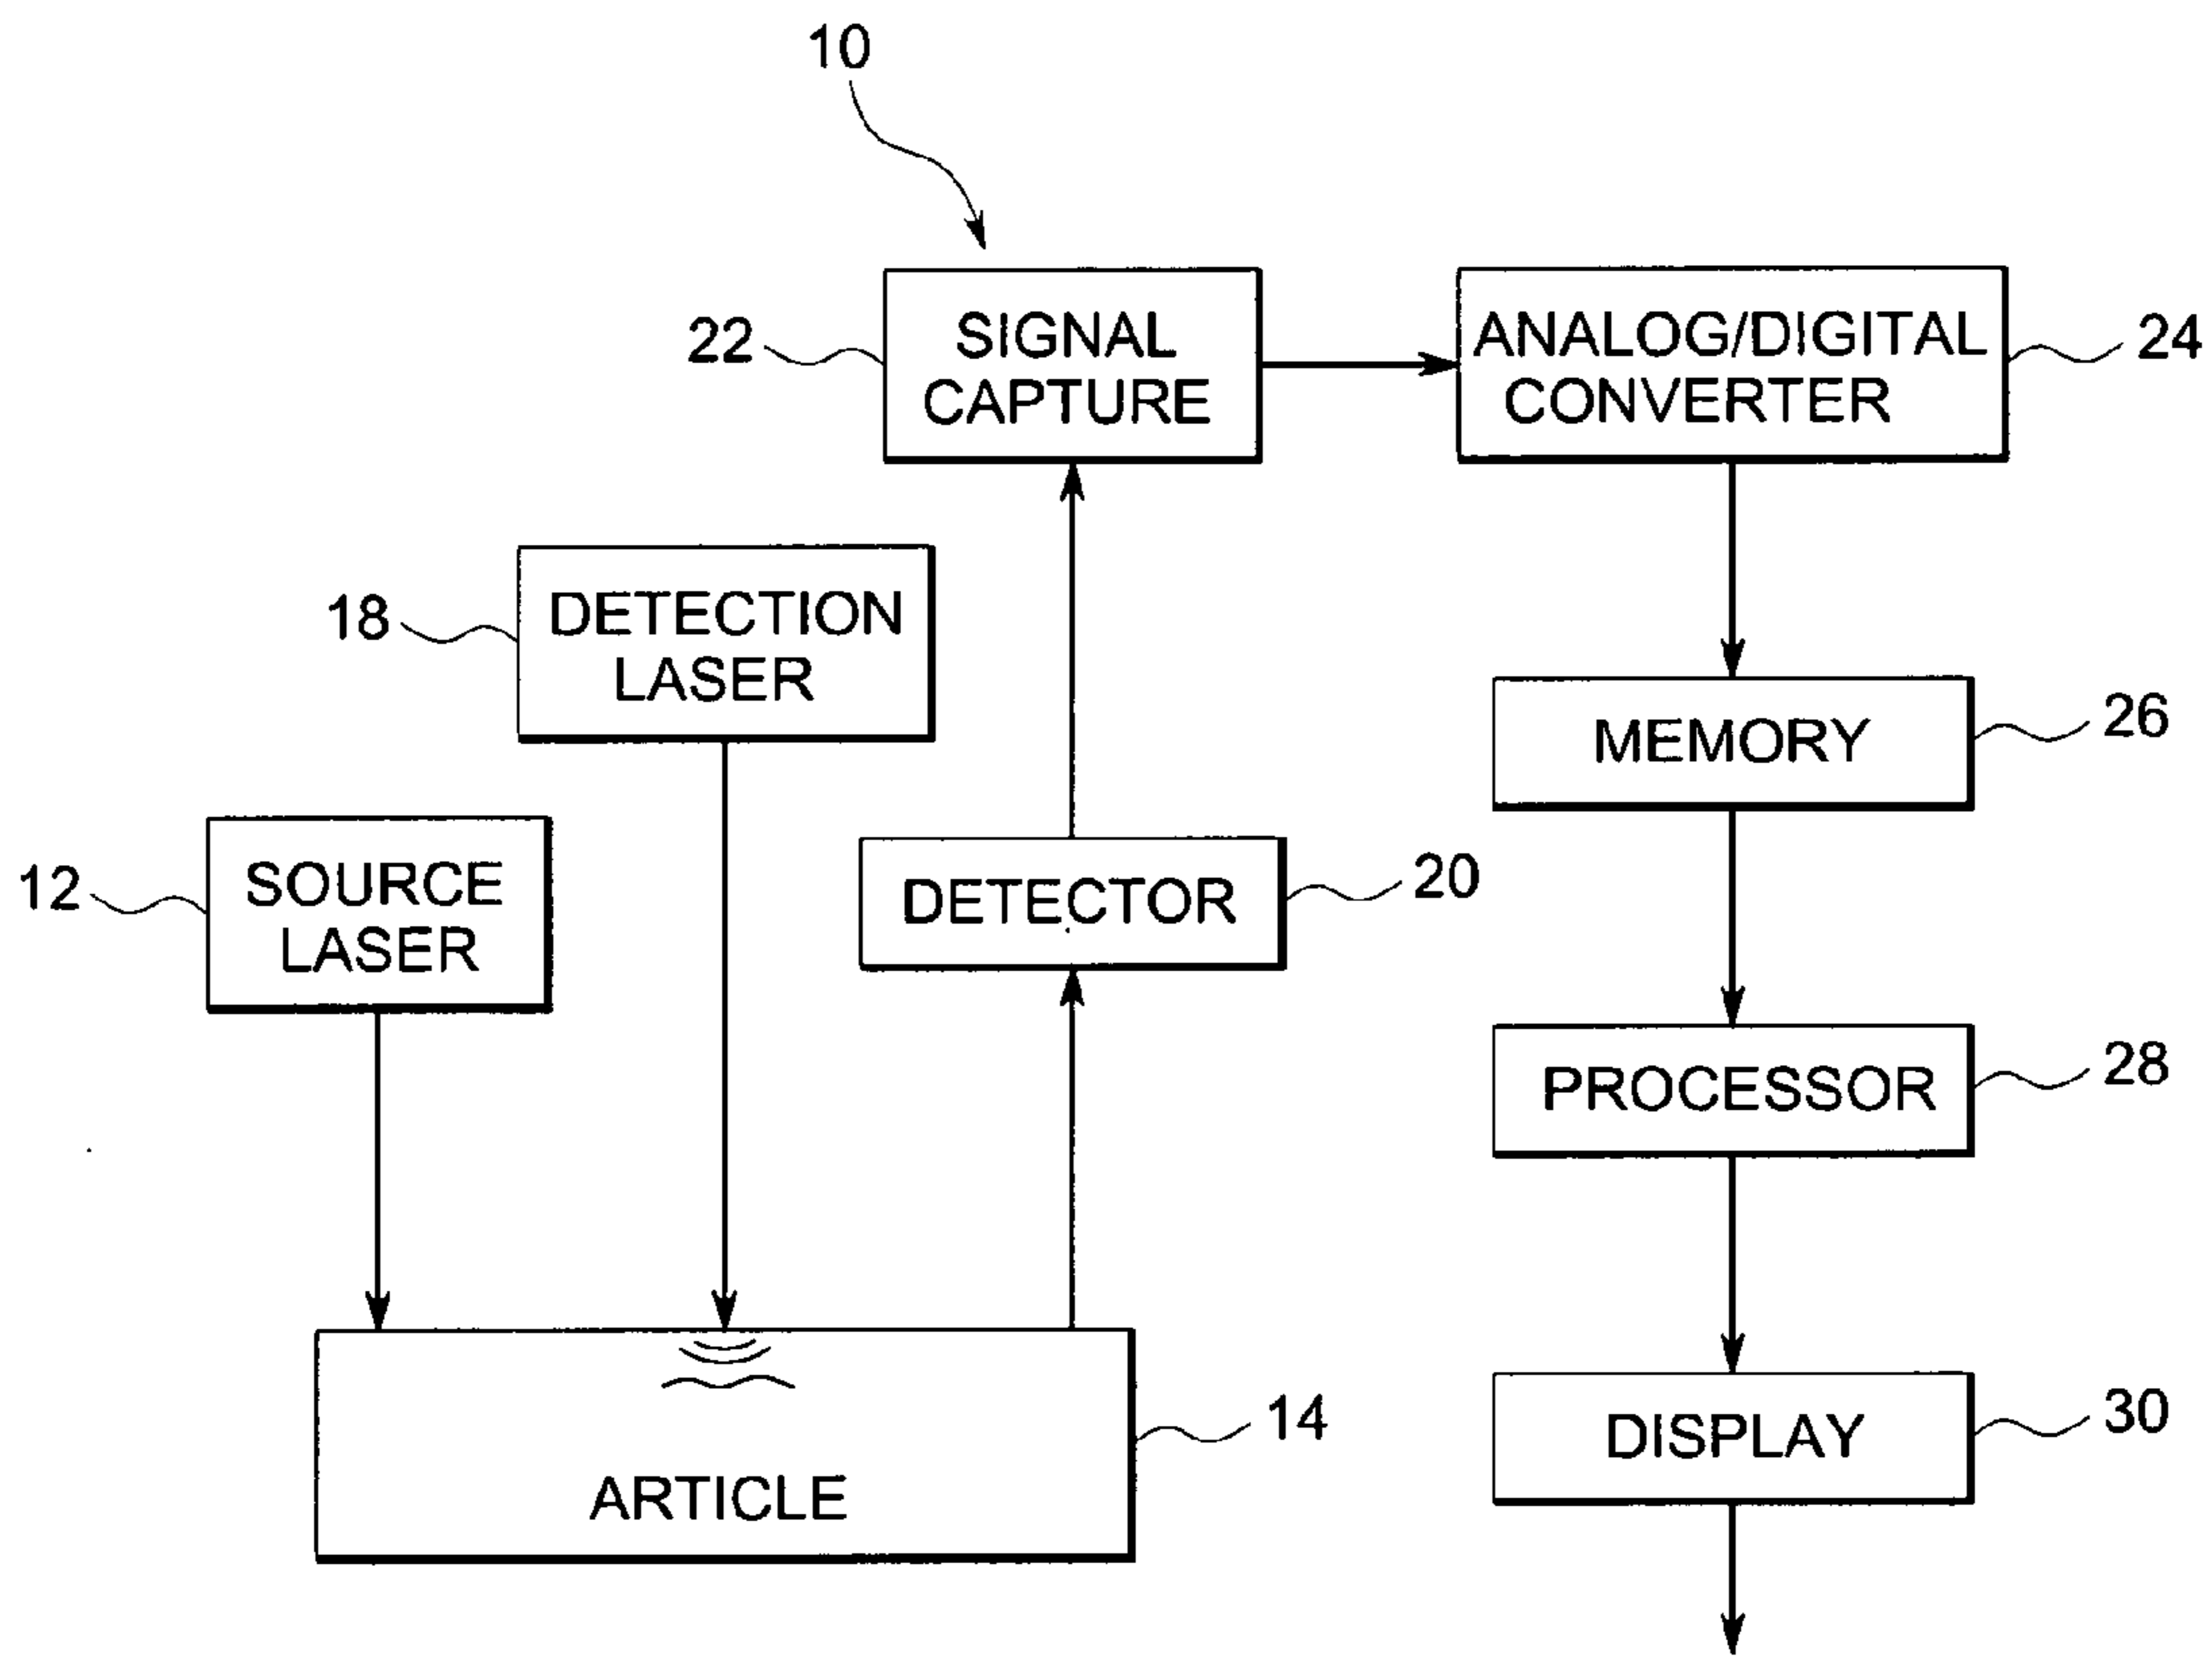 10
22
SIGNAL
CAPTURE
ANALOG/DIGITAL
CONVERTER
24
18
DETECTION
LASER
MEMORY
26
12
SOURCE
LASER
DETECTOR
20
PROCESSOR
28
ARTICLE
14
DISPLAY
30